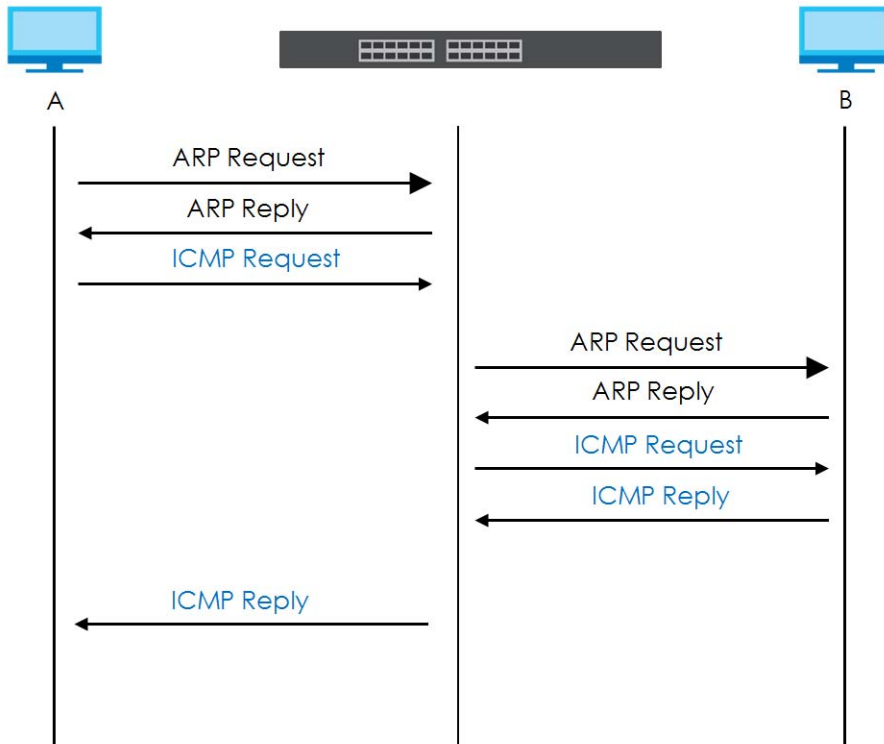 A
B
ARP Request
ARP Reply
ICMP Request
ARP Request
ARP Reply
ICMP Request
ICMP Reply
ICMP Reply